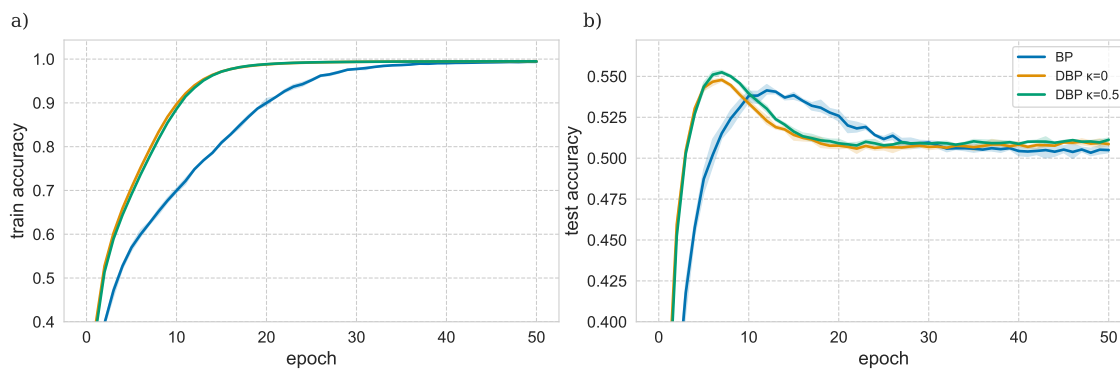 a)
1.0
0.9
0.8
0.7
0.6
0.5
0.4
train accuracy
0 10 20 30 40 50
epoch
b)
0.550
0.525
0.500
0.475
0.450
0.425
0.400
test accuracy
BP
DBP κ=0
DBP κ=0.5
0 10 20 30 40 50
epoch